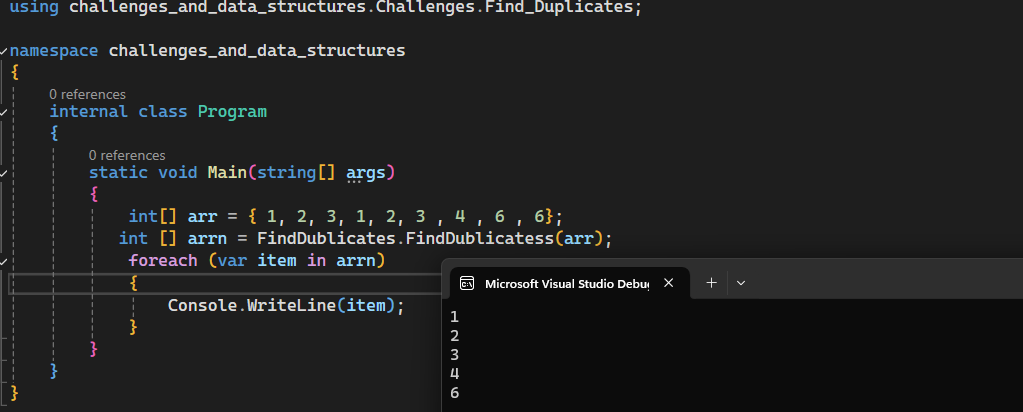 using challenges_and_data_structures.Challenges.Find_Duplicates;
namespace challenges_and_data_structures
{
0 references
internal class Program
{
0 references
static void Main(string[] args)
{
int[] arr = { 1, 2, 3, 1, 2, 3 , 4 , 6 , 6};
int [] arrn = FindDublicates.FindDublicatess(arr);
foreach (var item in arrn)
{
Console.WriteLine(item);
}
}
}
}
Microsoft Visual Studio Debu
1
2
3
4
6